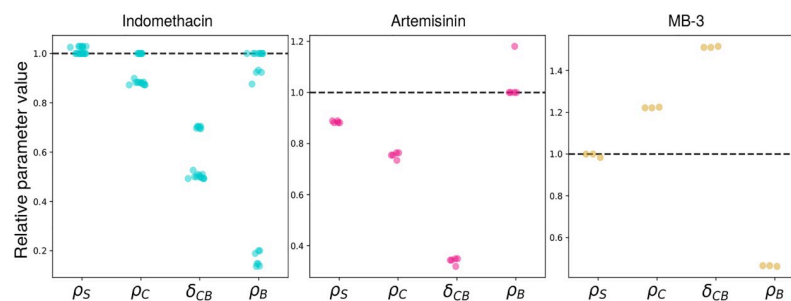 Indomethacin
Artemisinin
MB-3
Relative parameter value
1.0
0.8
0.6
0.4
0.2
1.2
1.0
0.8
0.6
0.4
1.4
1.2
1.0
0.8
0.6
ρS ρC δCB ρB
ρS ρC δCB ρB
ρS ρC δCB ρB